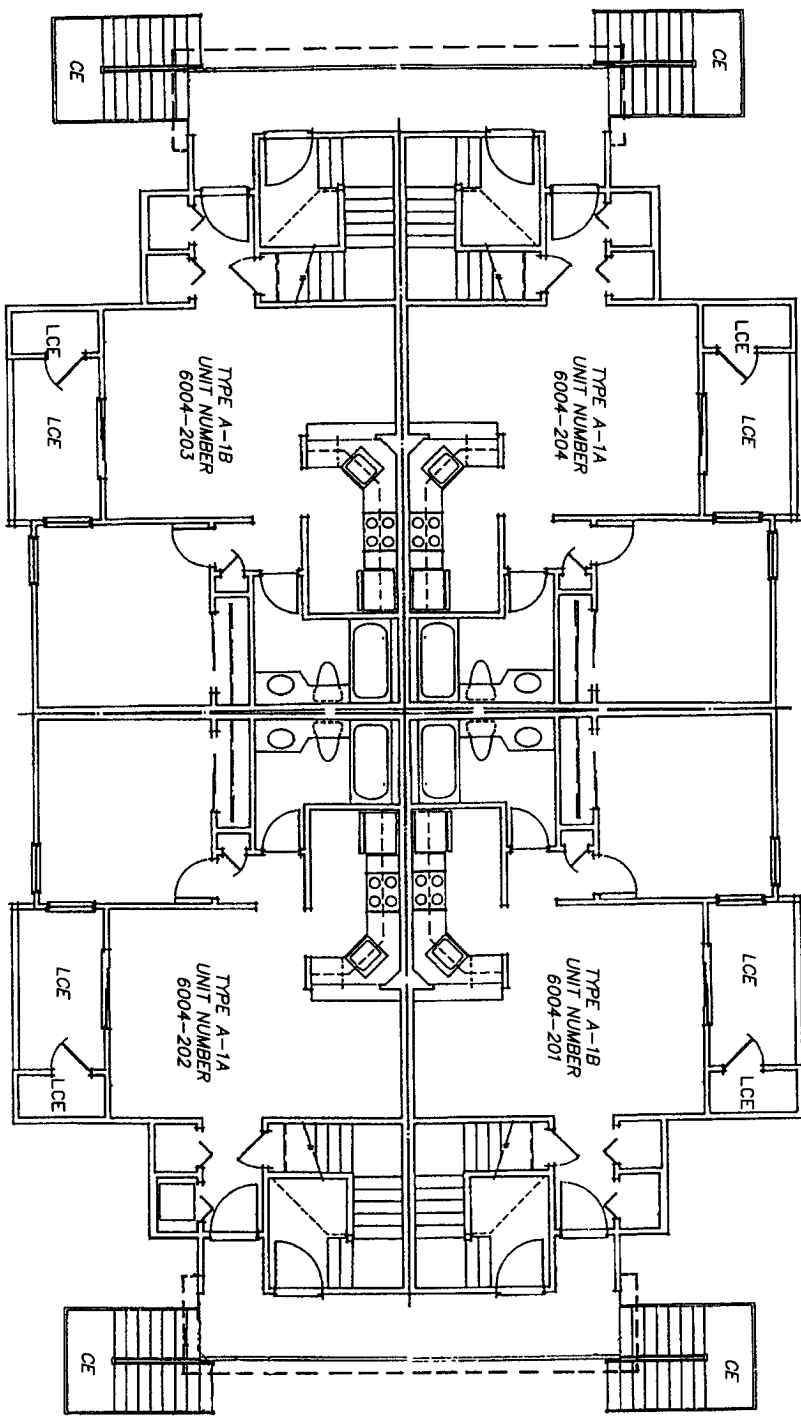 CE
CE
LCE
LCE
TYPE A-1B
UNIT NUMBER
6004-203
TYPE A-1A
UNIT NUMBER
6004-204
LCE
LCE
LCE
LCE
TYPE A-1A
UNIT NUMBER
6004-202
TYPE A-1B
UNIT NUMBER
6004-201
LCE
LCE
CE
CE